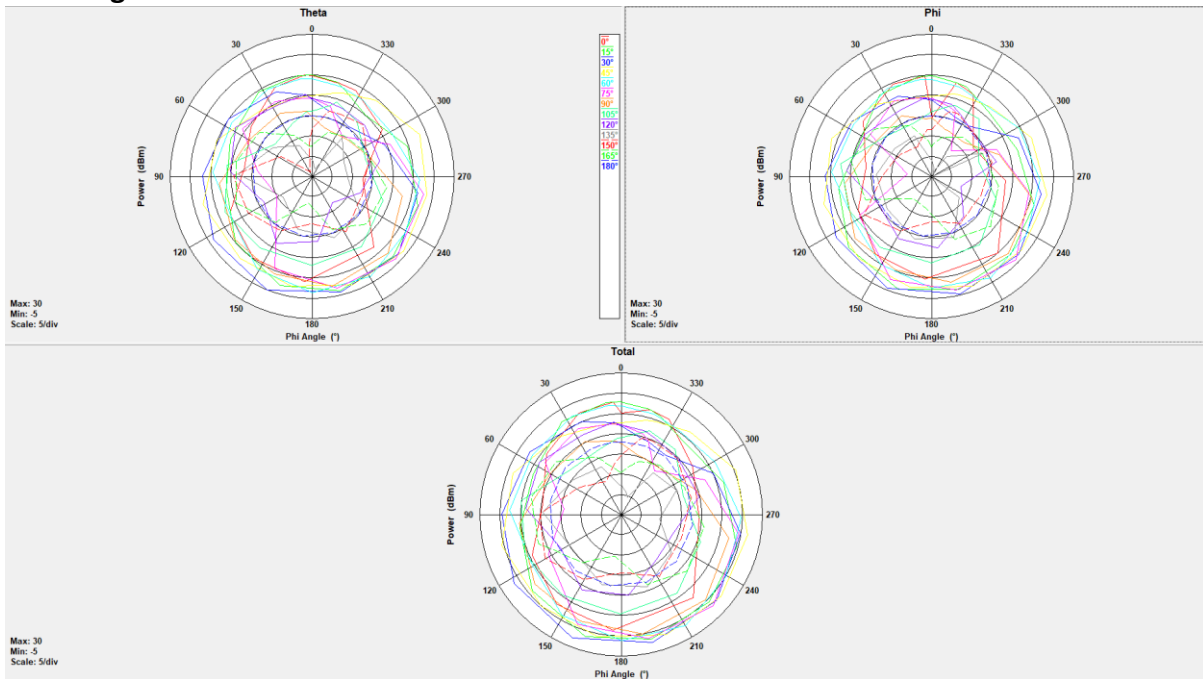 Theta
0
30
330
60
300
90
270
120
240
150
210
180
Power (dBm)
Phi Angle (°)
Max: 30
Min: -5
Scale: 5/div
0°
15°
30°
45°
60°
75°
90°
105°
120°
135°
150°
165°
180°
Phi
0
30
330
60
300
90
270
120
240
150
210
180
Power (dBm)
Phi Angle (°)
Max: 30
Min: -5
Scale: 5/div
Total
0
30
330
60
300
90
270
120
240
150
210
180
Power (dBm)
Phi Angle (°)
Max: 30
Min: -5
Scale: 5/div